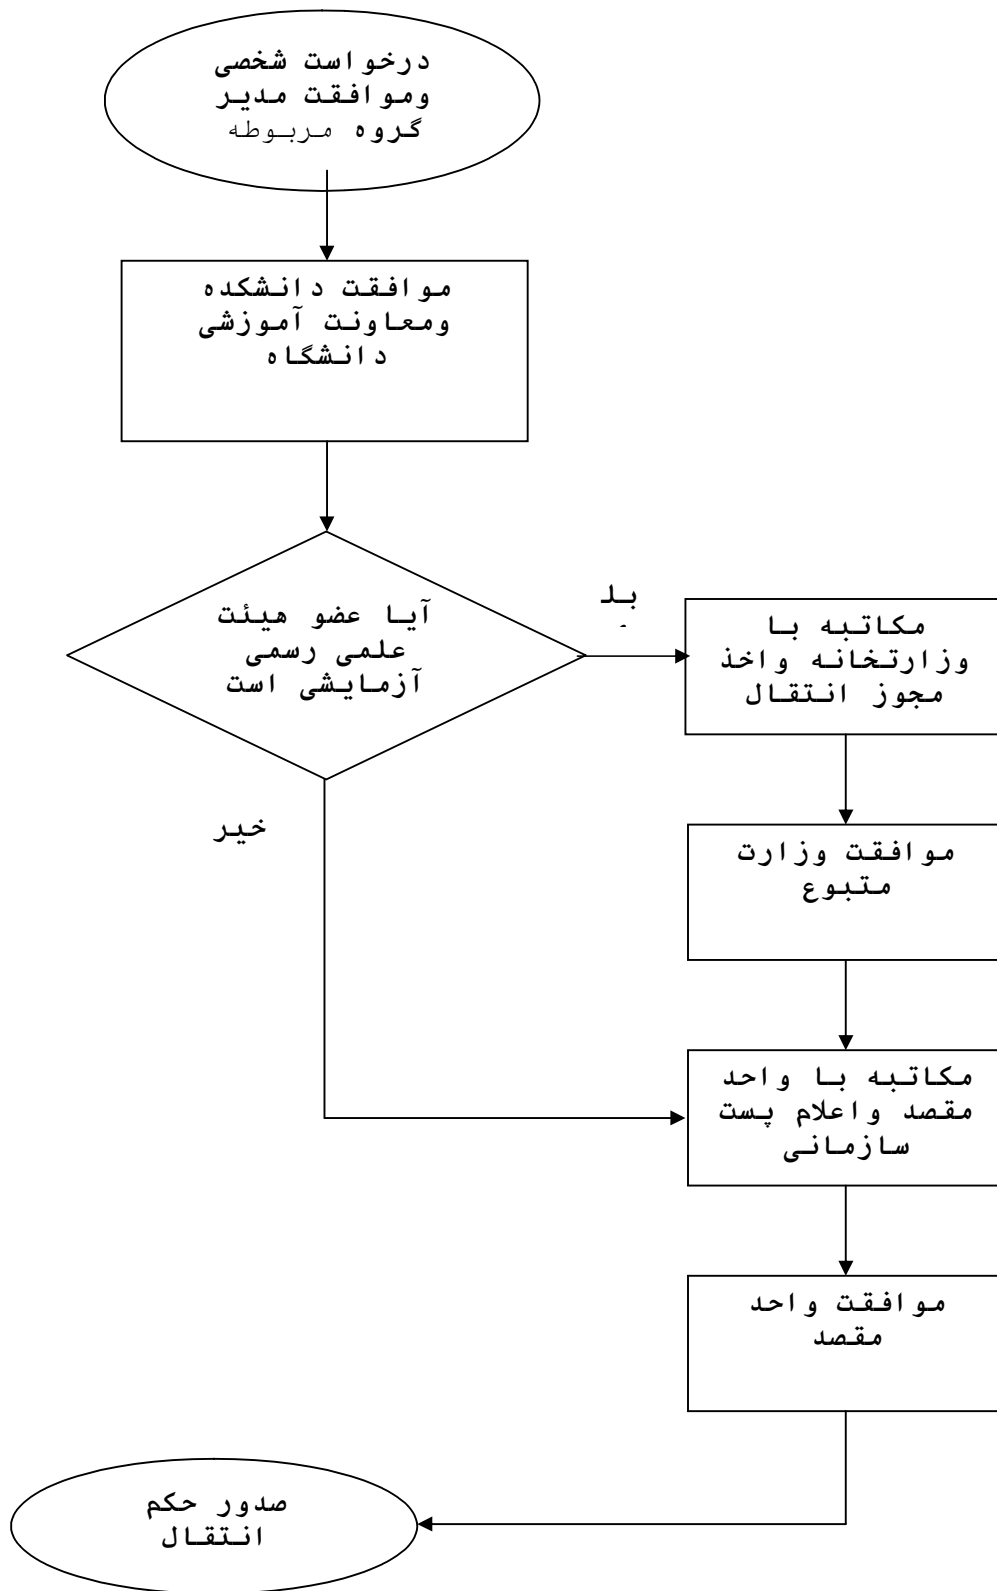 درخواست شخصی
وموافقت مدیر
گروه مربوطه
موافقت دانشکده
ومعاونت آموزشی
دانشگاه
آیا عضو هیئت
علمی رسمی
آزمایشی است
بلـ
مکاتبه با
وزارتخانه واخذ
مجوز انتقال
خیر
موافقت وزارت
متبوع
مکاتبه با واحد
مقصد واعلام پست
سازمانی
موافقت واحد
مقصد
صدور حکم
انتقال